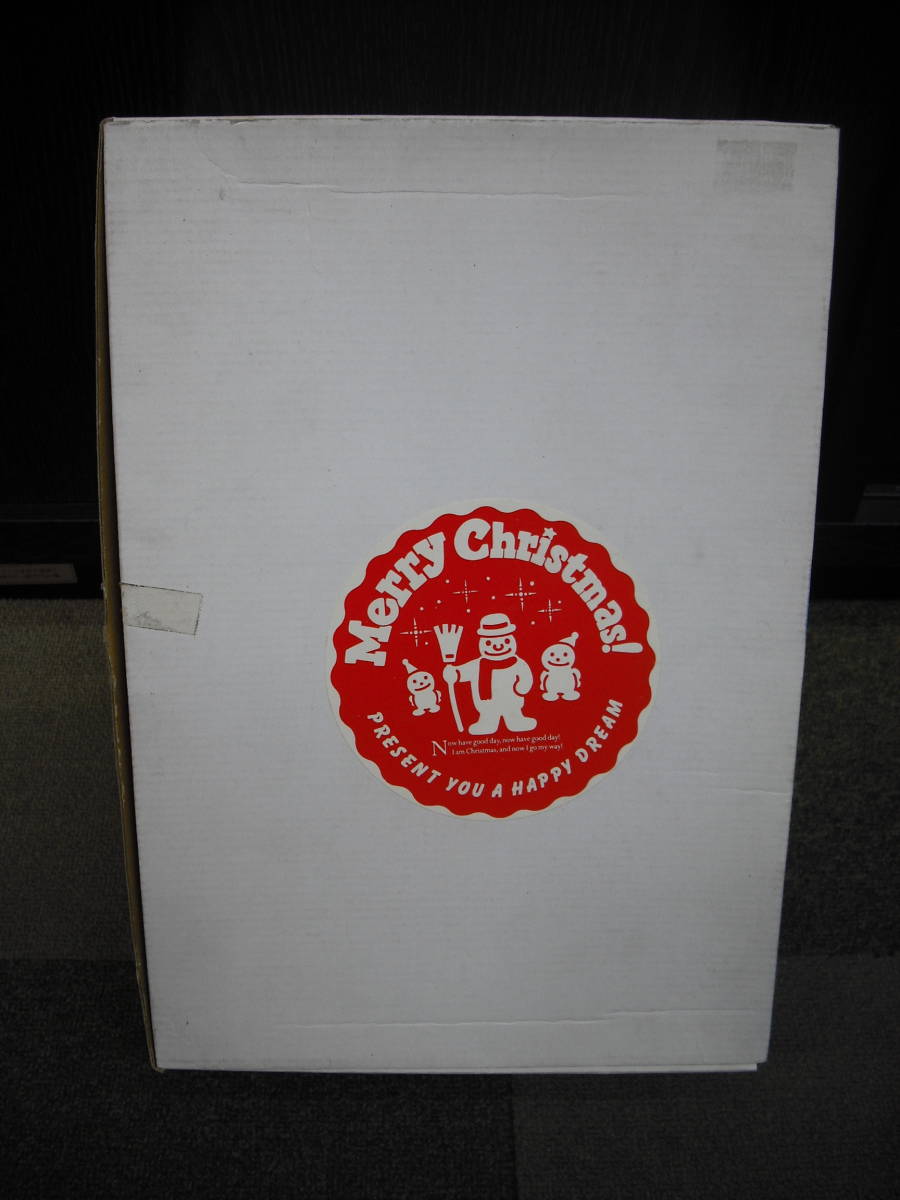 Merry Christmas!
Now have good day, now have good day!
I am Christmas, and now I go my way!
PRESENT YOU A HAPPY DREAM